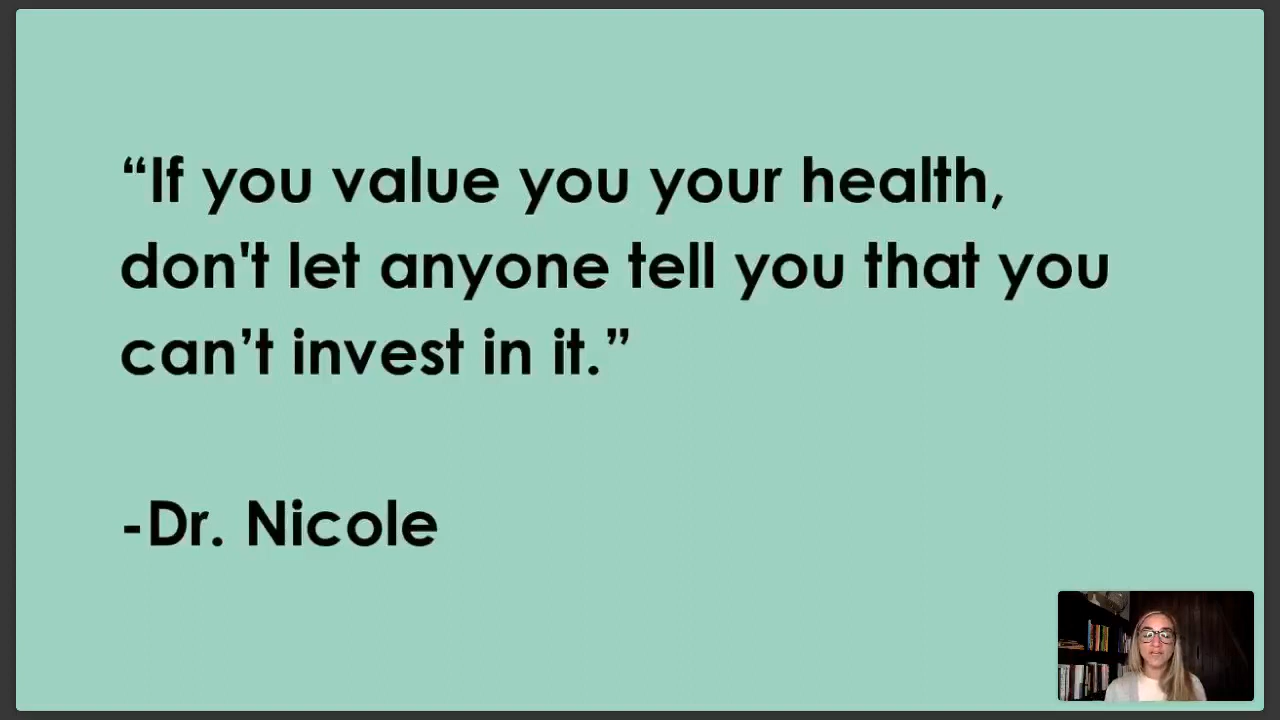 “If you value you your health,
don't let anyone tell you that you
can’t invest in it.”
-Dr. Nicole